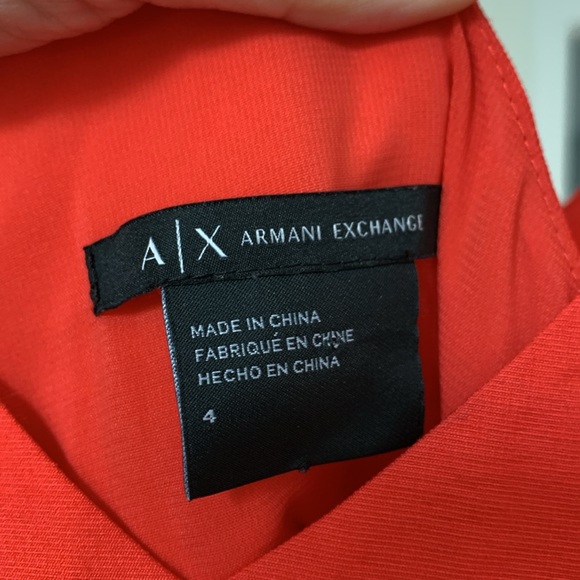 A|X ARMANI EXCHANGE
MADE IN CHINA
FABRIQUÉ EN CHINE
HECHO EN CHINA
4